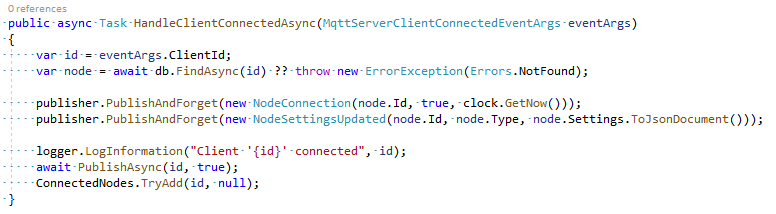 0 references
public async Task HandleClientConnectedAsync(MqttServerClientConnectedEventArgs eventArgs)
{
var id = eventArgs.ClientId;
var node = await db.FindAsync(id) ?? throw new ErrorException(Errors.NotFound);
publisher.PublishAndForget(new NodeConnection(node.Id, true, clock.GetNow()));
publisher.PublishAndForget(new NodeSettingsUpdated(node.Id, node.Type, node.Settings.ToJsonDocument()));
logger.LogInformation("Client '{id}' connected", id);
await PublishAsync(id, true);
ConnectedNodes.TryAdd(id, null);
}